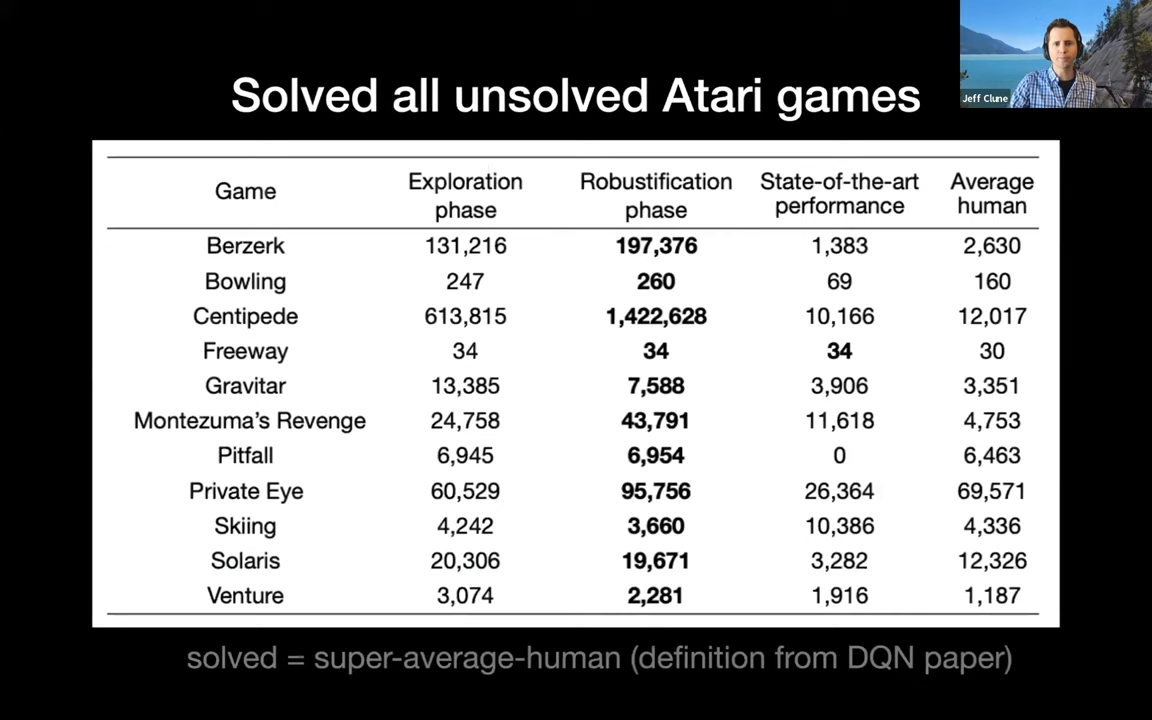 Solved all unsolved Atari games
Jeff Clune
Game Exploration phase Robustification phase State-of-the-art performance Average human
Berzerk 131,216 197,376 1,383 2,630
Bowling 247 260 69 160
Centipede 613,815 1,422,628 10,166 12,017
Freeway 34 34 34 30
Gravitar 13,385 7,588 3,906 3,351
Montezuma’s Revenge 24,758 43,791 11,618 4,753
Pitfall 6,945 6,954 0 6,463
Private Eye 60,529 95,756 26,364 69,571
Skiing 4,242 3,660 10,386 4,336
Solaris 20,306 19,671 3,282 12,326
Venture 3,074 2,281 1,916 1,187
solved = super-average-human (definition from DQN paper)